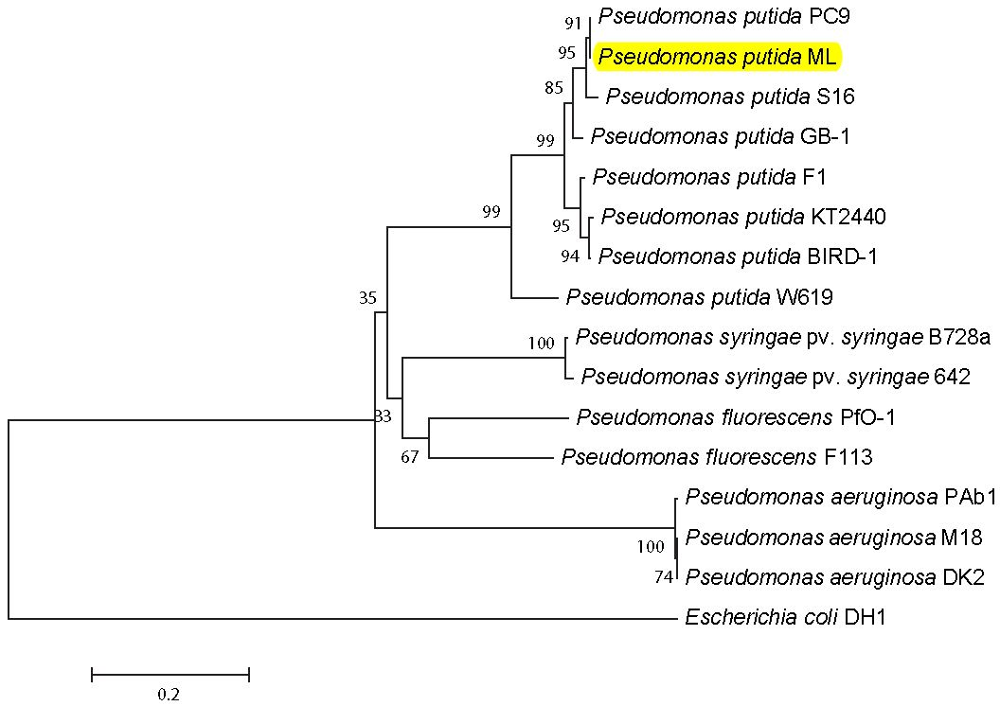 91
Pseudomonas putida PC9
95
Pseudomonas putida ML
85
Pseudomonas putida S16
99
Pseudomonas putida GB-1
Pseudomonas putida F1
99
Pseudomonas putida KT2440
95
94
Pseudomonas putida BIRD-1
35
Pseudomonas putida W619
100
Pseudomonas syringae pv. syringae B728a
Pseudomonas syringae pv. syringae 642
33
Pseudomonas fluorescens PfO-1
67
Pseudomonas fluorescens F113
Pseudomonas aeruginosa PAb1
100
Pseudomonas aeruginosa M18
74
Pseudomonas aeruginosa DK2
Escherichia coli DH1
0.2